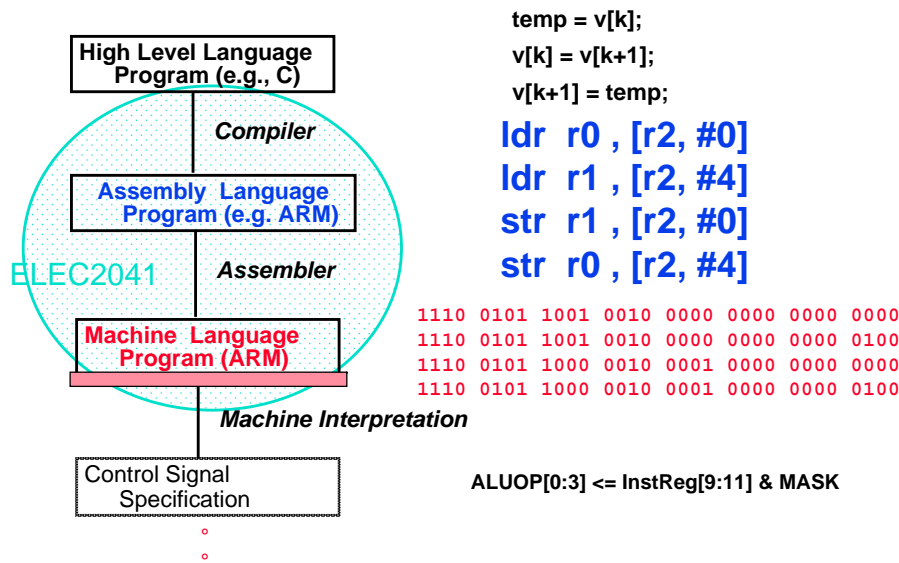 temp = v[k];
v[k] = v[k+1];
v[k+1] = temp;
High Level Language
Program (e.g., C)
Compiler
ldr r0 , [r2, #0]
ldr r1 , [r2, #4]
str r1 , [r2, #0]
str r0 , [r2, #4]
Assembly Language
Program (e.g. ARM)
ELEC2041
Assembler
1110 0101 1001 0010 0000 0000 0000 0000
1110 0101 1001 0010 0000 0000 0000 0100
1110 0101 1000 0010 0001 0000 0000 0000
1110 0101 1000 0010 0001 0000 0000 0100
Machine Language
Program (ARM)
Machine Interpretation
Control Signal
Specification
ALUOP[0:3] <= InstReg[9:11] & MASK